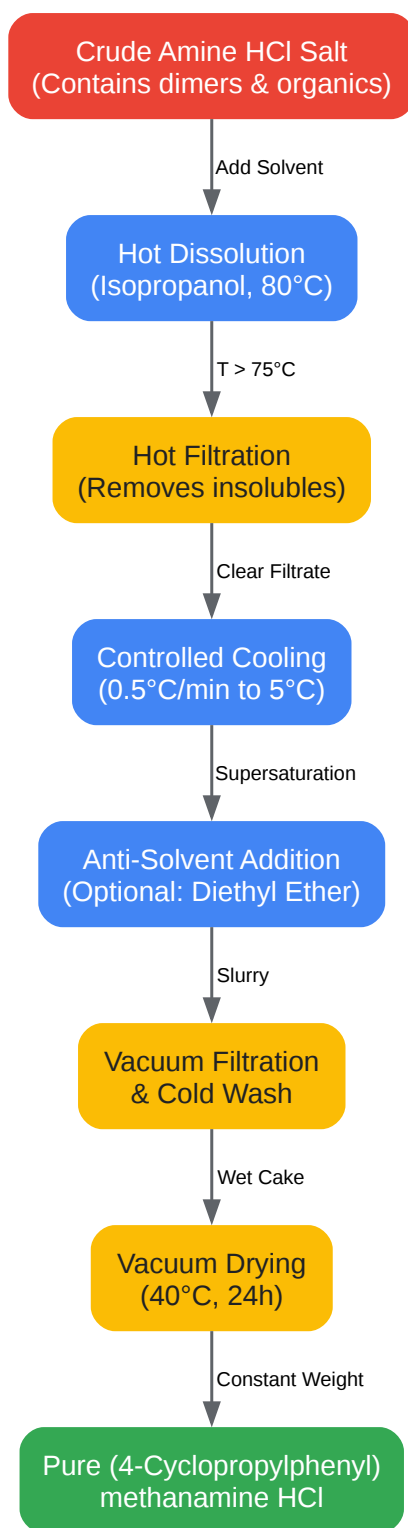 Crude Amine HCl Salt
(Contains dimers & organics)
Add Solvent
Hot Dissolution
(Isopropanol, 80°C)
T > 75°C
Hot Filtration
(Removes insolubles)
Clear Filtrate
Controlled Cooling
(0.5°C/min to 5°C)
Supersaturation
Anti-Solvent Addition
(Optional: Diethyl Ether)
Slurry
Vacuum Filtration
& Cold Wash
Wet Cake
Vacuum Drying
(40°C, 24h)
Constant Weight
Pure (4-Cyclopropylphenyl)
methanamine HCl